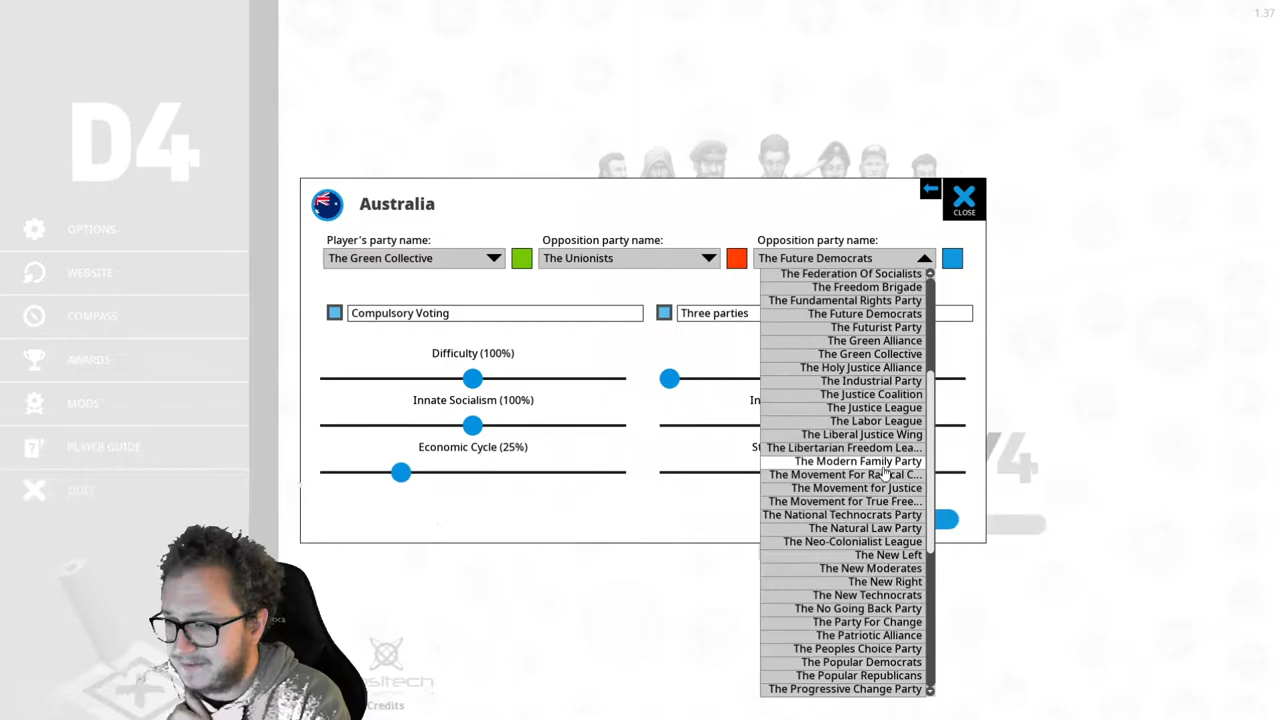 1.37
D4
OPTIONS
WEBSITE
COMPASS
AWARDS
MODS
PLAYER GUIDE
QUIT
Australia
CLOSE
Player's party name:
Opposition party name:
Opposition party name:
The Green Collective
The Unionists
The Future Democrats
Compulsory Voting
Three parties
Difficulty (100%)
Innate Socialism (100%)
Economic Cycle (25%)
The Federation Of Socialists
The Freedom Brigade
The Fundamental Rights Party
The Future Democrats
The Futurist Party
The Green Alliance
The Green Collective
The Holy Justice Alliance
The Industrial Party
The Justice Coalition
The Justice League
The Labor League
The Liberal Justice Wing
The Libertarian Freedom Lea...
The Modern Family Party
The Movement For Radical C...
The Movement for Justice
The Movement for True Free...
The National Technocrats Party
The Natural Law Party
The Neo-Colonialist League
The New Left
The New Moderates
The New Right
The New Technocrats
The No Going Back Party
The Party For Change
The Patriotic Alliance
The Peoples Choice Party
The Popular Democrats
The Popular Republicans
The Progressive Change Party
Credits